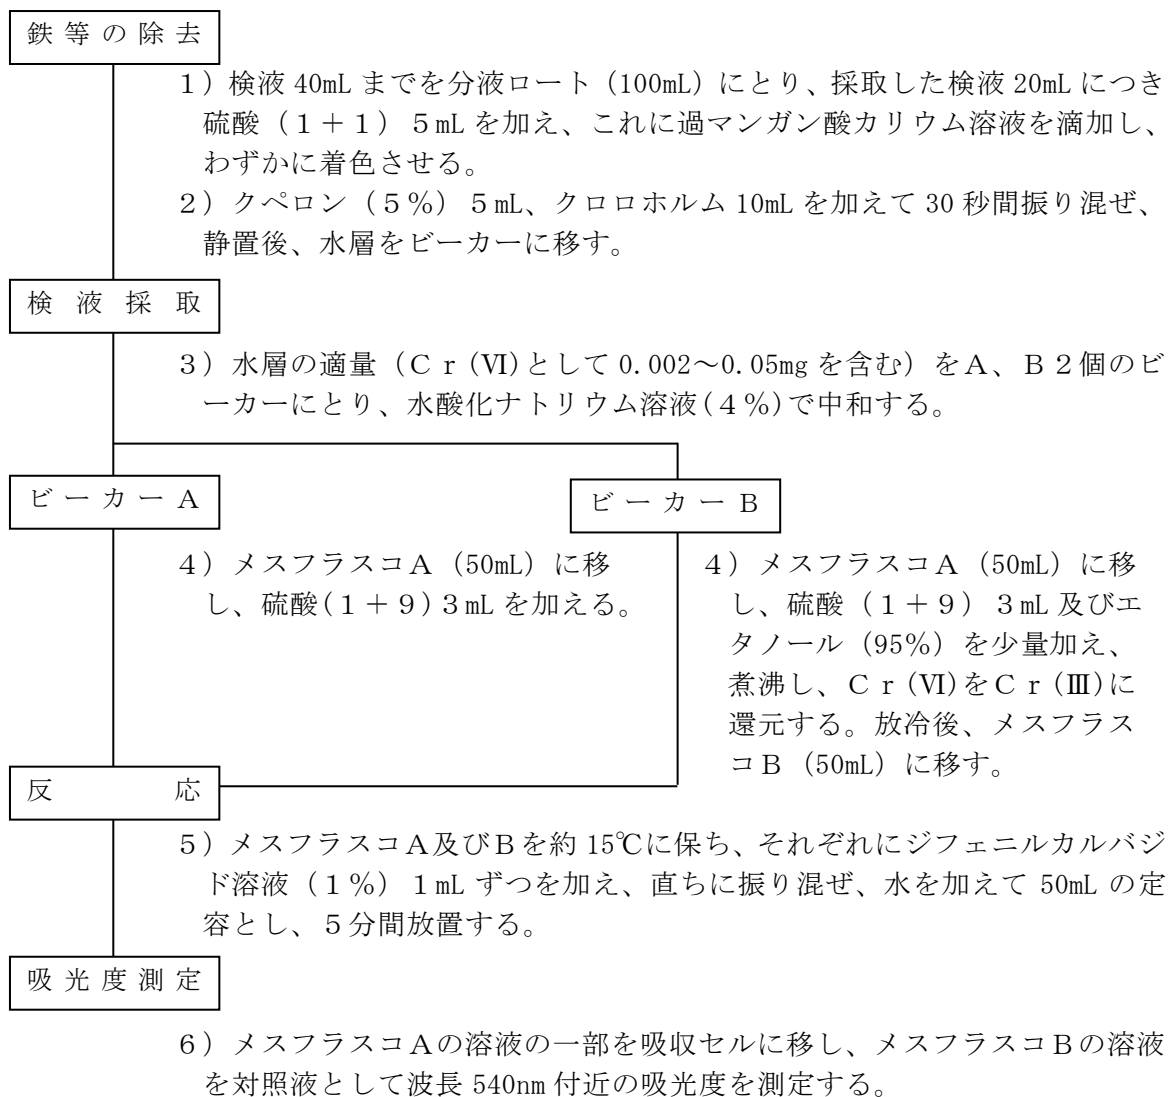 鉄等の除去
1）検液 40mL までを分液ロート（100mL）にとり、採取した検液 20mL につき
硫酸（１＋１）５mL を加え、これに過マンガン酸カリウム溶液を滴加し、
わずかに着色させる。
２）クペロン（５％）５mL、クロロホルム 10mL を加えて 30 秒間振り混ぜ、
静置後、水層をビーカーに移す。
検液採取
３）水層の適量（Ｃｒ(Ⅵ)として 0.002～0.05mg を含む）をＡ、Ｂ２個のビ
ーカーにとり、水酸化ナトリウム溶液(４％)で中和する。
ビーカーＡ
４）メスフラスコＡ（50mL）に移
し、硫酸(１＋９)３mL を加える。
ビーカーＢ
４）メスフラスコＡ（50mL）に移
し、硫酸（１＋９）３mL 及びエ
タノール（95％）を少量加え、
煮沸し、Ｃｒ(Ⅵ)をＣｒ(Ⅲ)に
還元する。放冷後、メスフラス
コＢ（50mL）に移す。
反応
５）メスフラスコＡ及びＢを約 15℃に保ち、それぞれにジフェニルカルバジ
ド溶液（１％）１mL ずつを加え、直ちに振り混ぜ、水を加えて 50mL の定
容とし、５分間放置する。
吸光度測定
６）メスフラスコＡの溶液の一部を吸収セルに移し、メスフラスコＢの溶液
を対照液として波長 540nm 付近の吸光度を測定する。